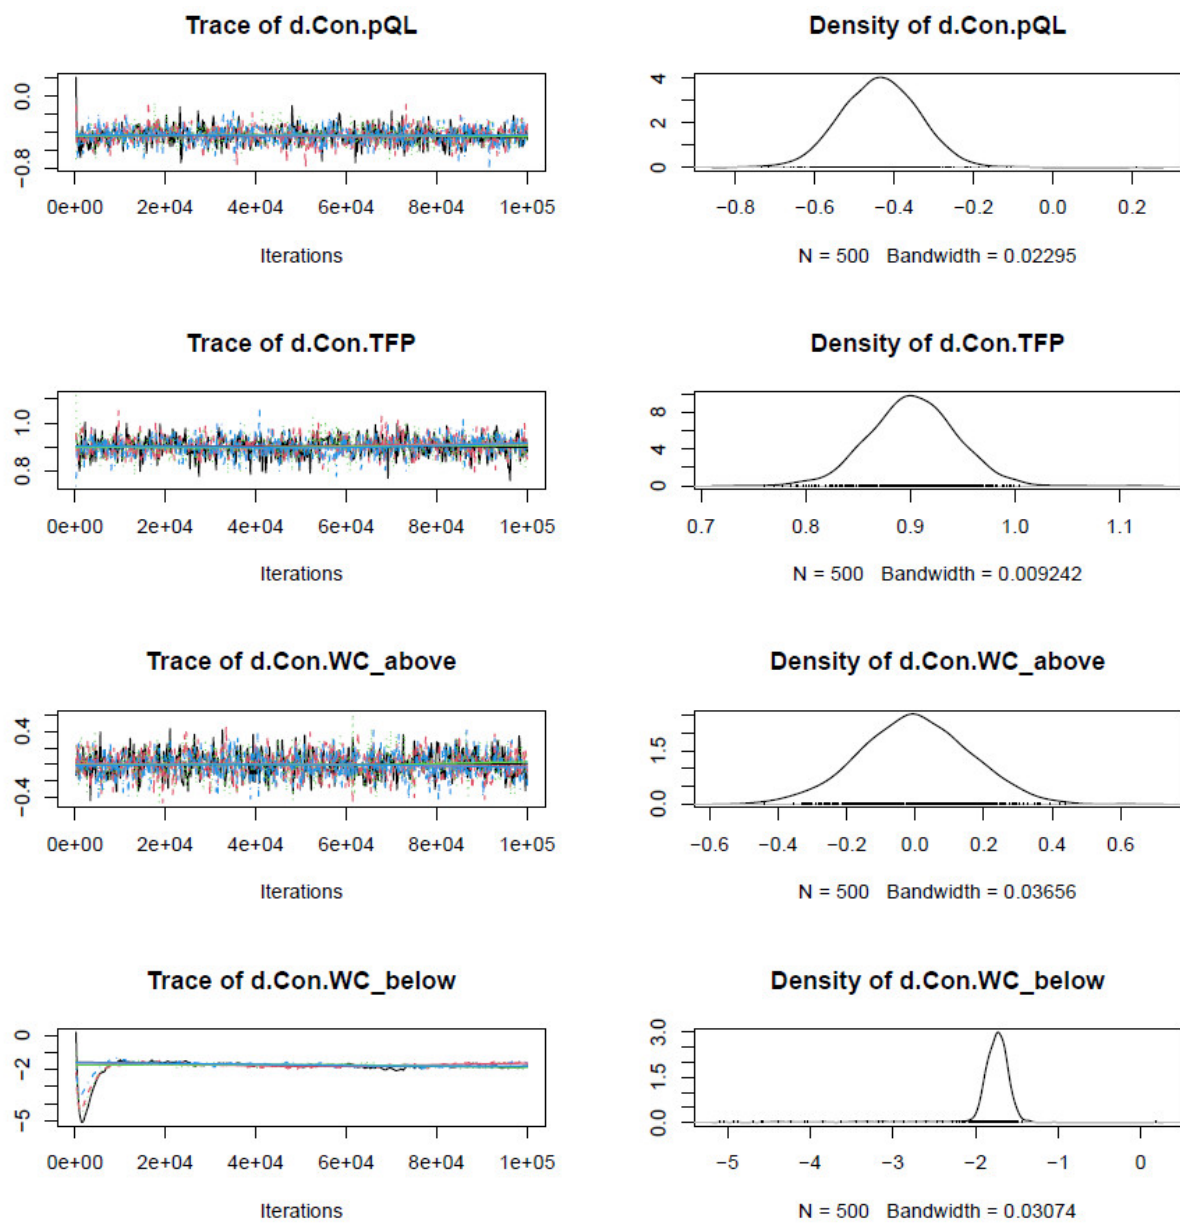 Trace of d.Con.pQL
0.0
−0.8
0e+00 2e+04 4e+04 6e+04 8e+04 1e+05
Iterations
Density of d.Con.pQL
4
2
0
−0.8 −0.6 −0.4 −0.2 0.0 0.2
N = 500 Bandwidth = 0.02295
Trace of d.Con.TFP
1.0
0.8
0e+00 2e+04 4e+04 6e+04 8e+04 1e+05
Iterations
Density of d.Con.TFP
8
4
0
0.7 0.8 0.9 1.0 1.1
N = 500 Bandwidth = 0.009242
Trace of d.Con.WC_above
0.4
−0.4
0e+00 2e+04 4e+04 6e+04 8e+04 1e+05
Iterations
Density of d.Con.WC_above
1.5
0.0
−0.6 −0.4 −0.2 0.0 0.2 0.4 0.6
N = 500 Bandwidth = 0.03656
Trace of d.Con.WC_below
0
−2
−5
0e+00 2e+04 4e+04 6e+04 8e+04 1e+05
Iterations
Density of d.Con.WC_below
3.0
1.5
0.0
−5 −4 −3 −2 −1 0
N = 500 Bandwidth = 0.03074